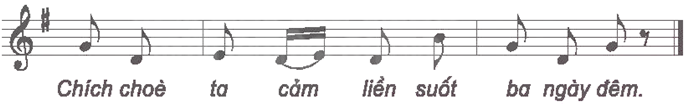 Chích choè ta cảm liền suốt ba ngày đêm.